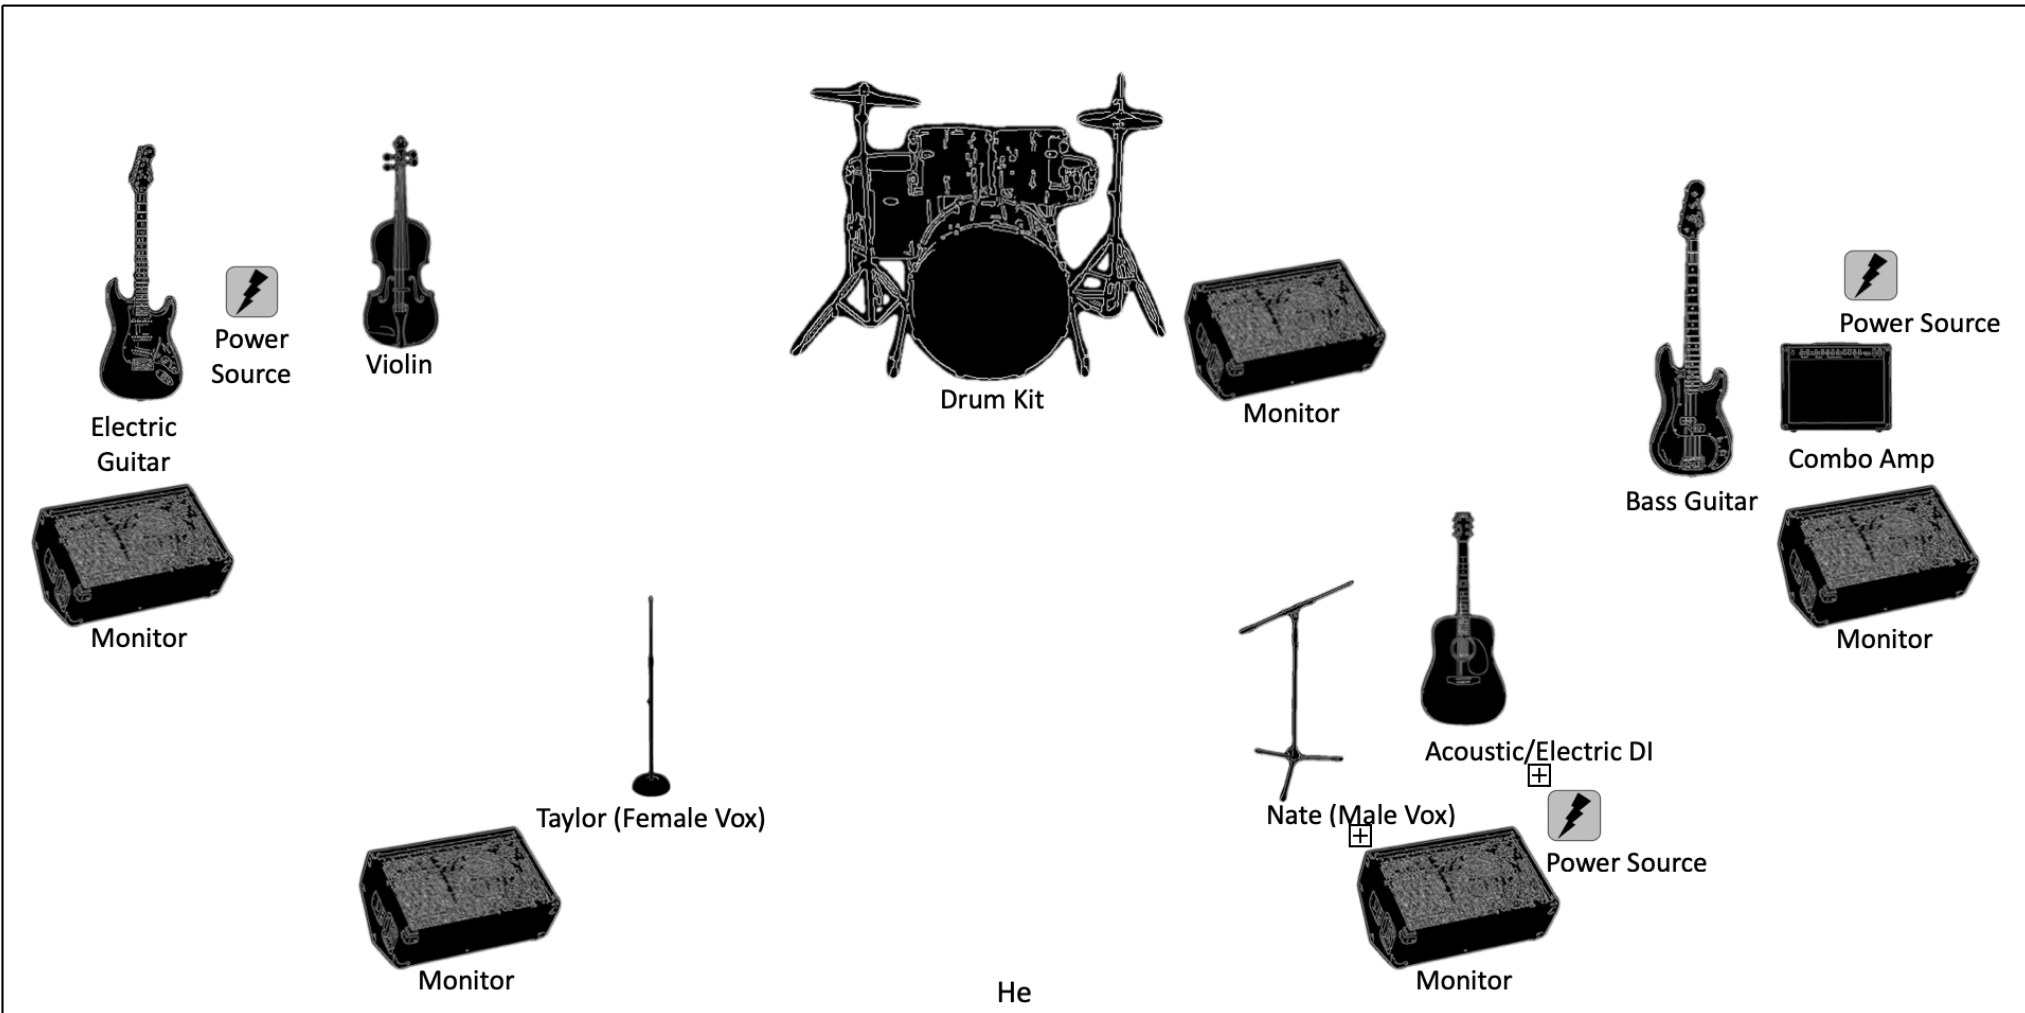 Power
Source
Violin
Drum Kit
Monitor
Power Source
Electric
Guitar
Combo Amp
Bass Guitar
Monitor
Monitor
Acoustic/Electric DI
Taylor (Female Vox)
Nate (Male Vox)
Power Source
Monitor
Monitor
He